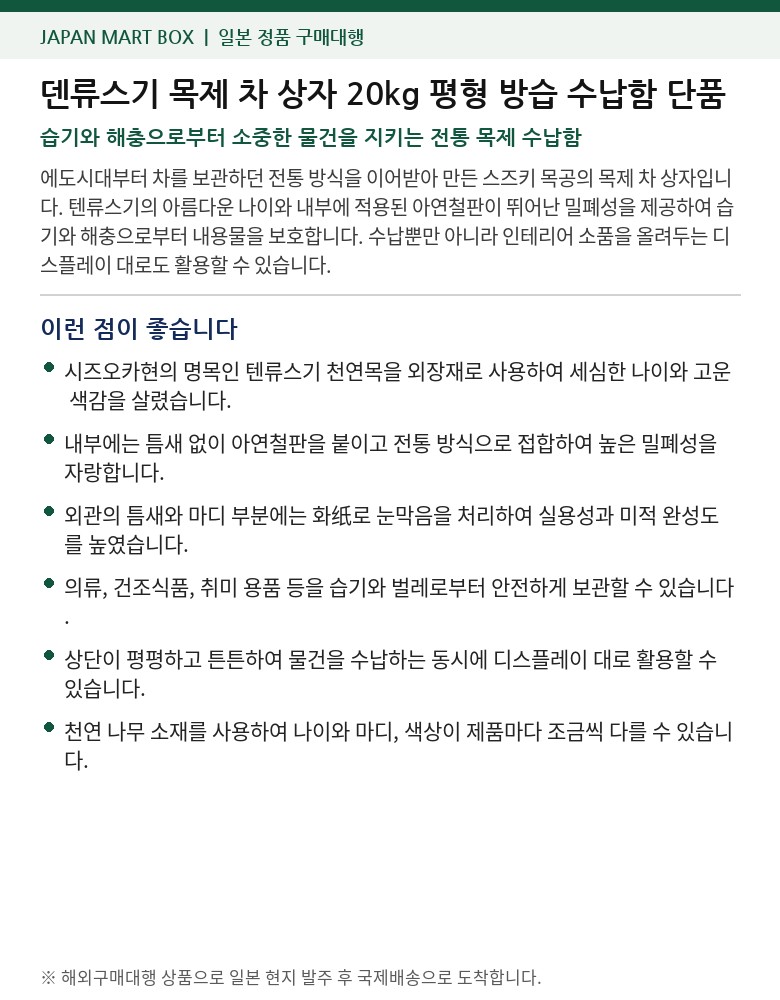 JAPAN MART BOX | 일본 정품 구매대행
덴류스기 목제 차 상자 20kg 평형 방습 수납함 단품
습기와 해충으로부터 소중한 물건을 지키는 전통 목제 수납함
에도시대부터 차를 보관하던 전통 방식을 이어받아 만든 스즈키 목공의 목제 차 상자입니
다. 텐류스기의 아름다운 나이와 내부에 적용된 아연철판이 뛰어난 밀폐성을 제공하여 습
기와 해충으로부터 내용물을 보호합니다. 수납뿐만 아니라 인테리어 소품을 올려두는 디
스플레이 대로도 활용할 수 있습니다.
이런 점이 좋습니다
시즈오카현의 명목인 텐류스기 천연목을 외장재로 사용하여 세심한 나이와 고운
색감을 살렸습니다.
내부에는 틈새 없이 아연철판을 붙이고 전통 방식으로 접합하여 높은 밀폐성을
자랑합니다.
외관의 틈새와 마디 부분에는 화纸로 눈막음을 처리하여 실용성과 미적 완성도
를 높였습니다.
의류, 건조식품, 취미 용품 등을 습기와 벌레로부터 안전하게 보관할 수 있습니다
.
상단이 평평하고 튼튼하여 물건을 수납하는 동시에 디스플레이 대로 활용할 수
있습니다.
천연 나무 소재를 사용하여 나이와 마디, 색상이 제품마다 조금씩 다를 수 있습니
다.
※ 해외구매대행 상품으로 일본 현지 발주 후 국제배송으로 도착합니다.